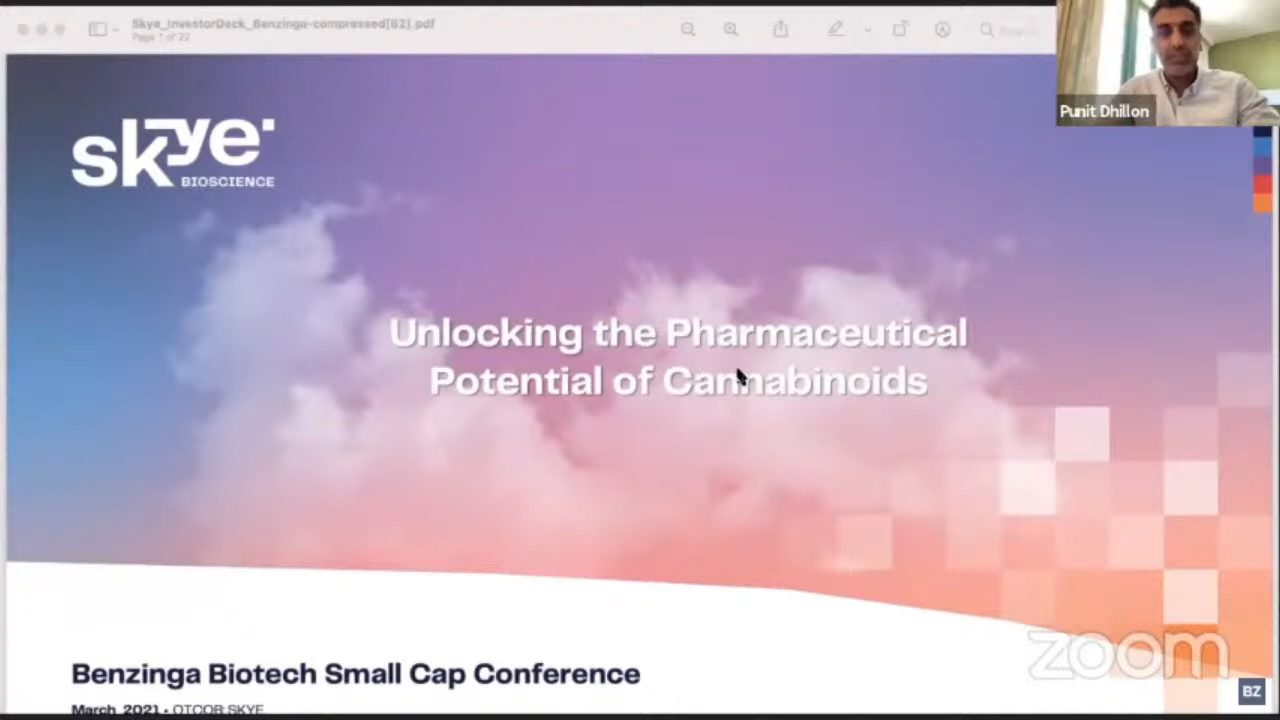 Skye_InvestorDeck_Benzinga-compressed[82].pdf
Page 1 of 22
Punit Dhillon
skye
BIOSCIENCE
Unlocking the Pharmaceutical
Potential of Cannabinoids
zoom
Benzinga Biotech Small Cap Conference
BZ
March 2021 • OTCQB:SKYE